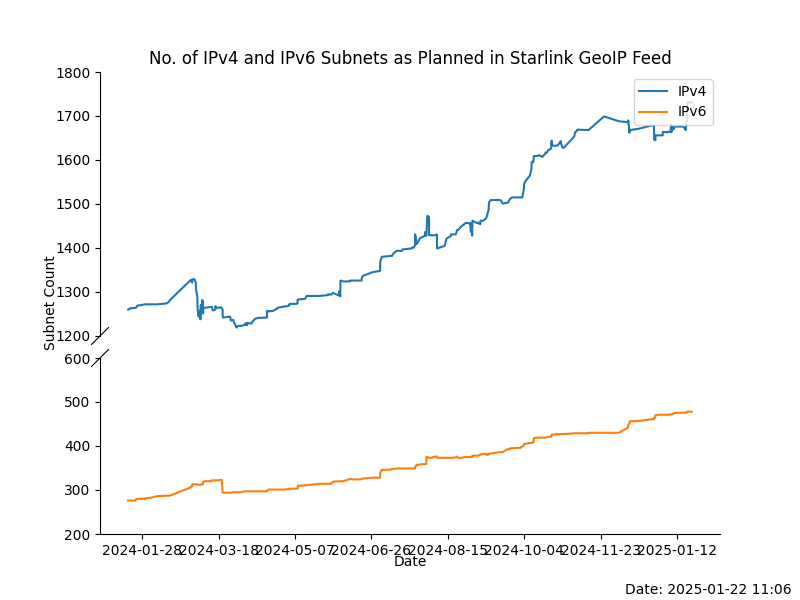 No. of IPv4 and IPv6 Subnets as Planned in Starlink GeoIP Feed
IPv4
IPv6
1800
1700
1600
1500
1400
1300
1200
600
500
400
300
200
Subnet Count
2024-01-28 2024-03-18 2024-05-07 2024-06-26 2024-08-15 2024-10-04 2024-11-23 2025-01-12
Date
Date: 2025-01-22 11:06